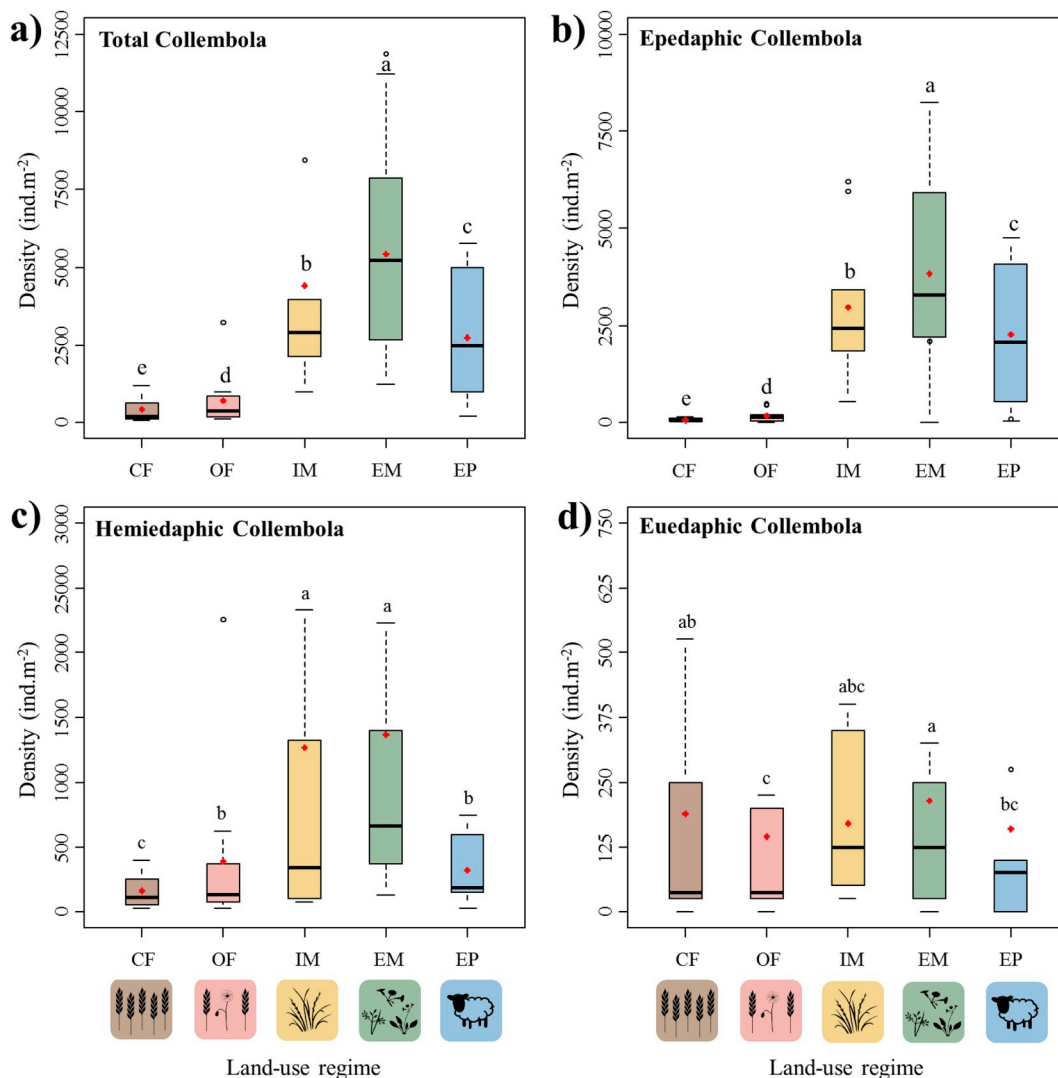 a)
Total Collembola
Density (ind.m-2)
12500
10000
7500
5000
2500
0
e
d
b
a
c
CF OF IM EM EP
b)
Epedaphic Collembola
Density (ind.m-2)
10000
7500
5000
2500
0
e
d
b
a
c
CF OF IM EM EP
c)
Hemiedaphic Collembola
Density (ind.m-2)
3000
25000
2000
1500
1000
500
0
c
b
a
a
b
CF OF IM EM EP
Land-use regime
d)
Euedaphic Collembola
Density (ind.m-2)
750
625
500
375
250
125
0
ab
c
abc
a
bc
CF OF IM EM EP
Land-use regime